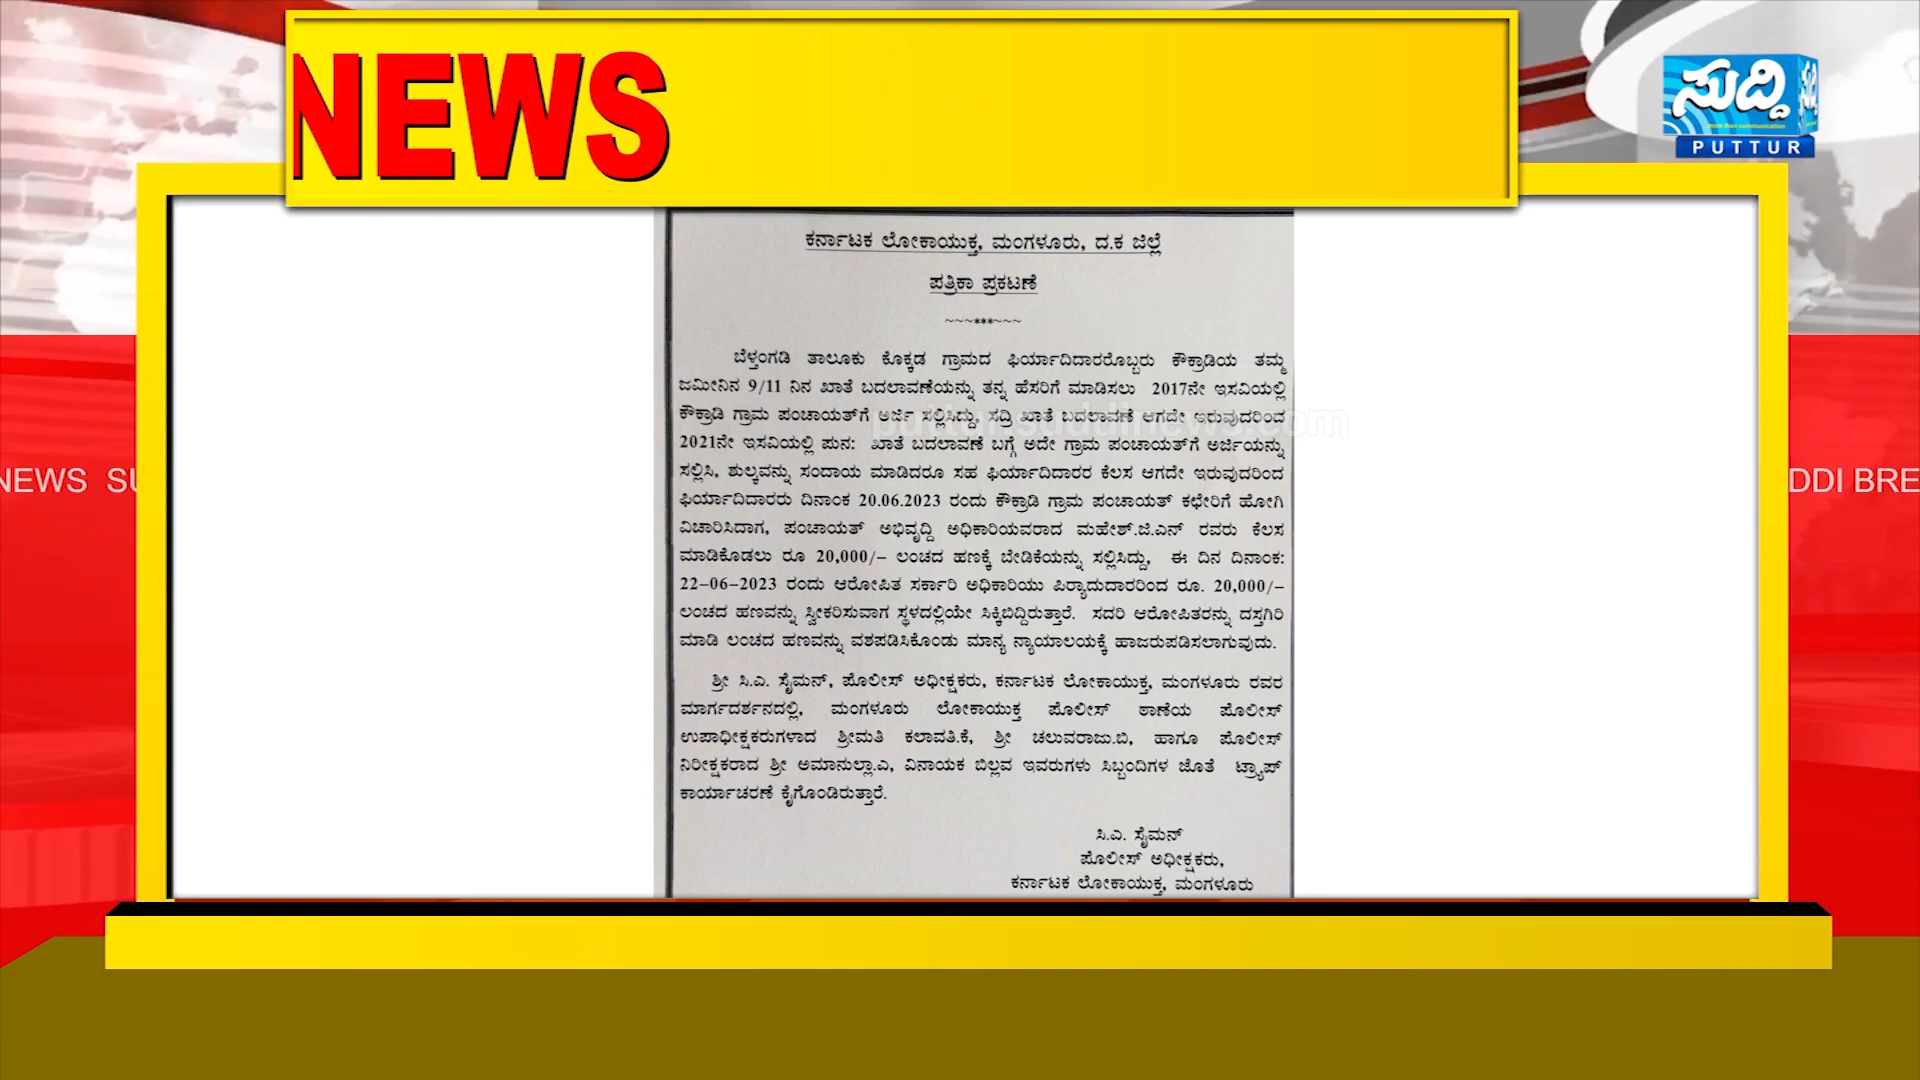 NEWS
ಸುದ್ದಿ
PUTTUR
ಕರ್ನಾಟಕ ಲೋಕಾಯುಕ್ತ, ಮಂಗಳೂರು, ದ.ಕ ಜಿಲ್ಲೆ
ಪತ್ರಿಕಾ ಪ್ರಕಟಣೆ
~~~***~~~
ಬೆಳ್ತಂಗಡಿ ತಾಲೂಕು ಕೊಕ್ಕಡ ಗ್ರಾಮದ ಫಿರ್ಯಾದಿದಾರರೊಬ್ಬರು ಕೌಕ್ರಾಡಿಯ ತಮ್ಮ
ಜಮೀನಿನ 9/11 ನಿನ ಖಾತೆ ಬದಲಾವಣೆಯನ್ನು ತನ್ನ ಹೆಸರಿಗೆ ಮಾಡಿಸಲು 2017ನೇ ಇಸವಿಯಲ್ಲಿ
ಕೌಕ್ರಾಡಿ ಗ್ರಾಮ ಪಂಚಾಯತ್‌ಗೆ ಅರ್ಜಿ ಸಲ್ಲಿಸಿದ್ದು, ಸದ್ರಿ ಖಾತೆ ಬದಲಾವಣೆ ಆಗದೇ ಇರುವುದರಿಂದ
2021ನೇ ಇಸವಿಯಲ್ಲಿ ಪುನ: ಖಾತೆ ಬದಲಾವಣೆ ಬಗ್ಗೆ ಅದೇ ಗ್ರಾಮ ಪಂಚಾಯತ್‌ಗೆ ಅರ್ಜಿಯನ್ನು
ಸಲ್ಲಿಸಿ, ಶುಲ್ಕವನ್ನು ಸಂದಾಯ ಮಾಡಿದರೂ ಸಹ ಫಿರ್ಯಾದಿದಾರರ ಕೆಲಸ ಆಗದೇ ಇರುವುದರಿಂದ
ಫಿರ್ಯಾದಿದಾರರು ದಿನಾಂಕ 20.06.2023 ರಂದು ಕೌಕ್ರಾಡಿ ಗ್ರಾಮ ಪಂಚಾಯತ್ ಕಛೇರಿಗೆ ಹೋಗಿ
ವಿಚಾರಿಸಿದಾಗ, ಪಂಚಾಯತ್ ಅಭಿವೃದ್ದಿ ಅಧಿಕಾರಿಯವರಾದ ಮಹೇಶ್.ಜಿ.ಎನ್ ರವರು ಕೆಲಸ
ಮಾಡಿಕೊಡಲು ರೂ 20,000/- ಲಂಚದ ಹಣಕ್ಕೆ ಬೇಡಿಕೆಯನ್ನು ಸಲ್ಲಿಸಿದ್ದು, ಈ ದಿನ ದಿನಾಂಕ:
22-06-2023 ರಂದು ಆರೋಪಿತ ಸರ್ಕಾರಿ ಅಧಿಕಾರಿಯು ಪಿರ‍್ಯಾದುದಾರರಿಂದ ರೂ. 20,000/-
ಲಂಚದ ಹಣವನ್ನು ಸ್ವೀಕರಿಸುವಾಗ ಸ್ಥಳದಲ್ಲಿಯೇ ಸಿಕ್ಕಿಬಿದ್ದಿರುತ್ತಾರೆ. ಸದರಿ ಆರೋಪಿತರನ್ನು ದಸ್ತಗಿರಿ
ಮಾಡಿ ಲಂಚದ ಹಣವನ್ನು ವಶಪಡಿಸಿಕೊಂಡು ಮಾನ್ಯ ನ್ಯಾಯಾಲಯಕ್ಕೆ ಹಾಜರುಪಡಿಸಲಾಗುವುದು.
ಶ್ರೀ ಸಿ.ಎ. ಸೈಮನ್, ಪೊಲೀಸ್ ಅಧೀಕ್ಷಕರು, ಕರ್ನಾಟಕ ಲೋಕಾಯುಕ್ತ, ಮಂಗಳೂರು ರವರ
ಮಾರ್ಗದರ್ಶನದಲ್ಲಿ, ಮಂಗಳೂರು ಲೋಕಾಯುಕ್ತ ಪೊಲೀಸ್ ಠಾಣೆಯ ಪೊಲೀಸ್
ಉಪಾಧೀಕ್ಷಕರುಗಳಾದ ಶ್ರೀಮತಿ ಕಲಾವತಿ.ಕೆ, ಶ್ರೀ ಚಲುವರಾಜು.ಬಿ, ಹಾಗೂ ಪೊಲೀಸ್
ನಿರೀಕ್ಷಕರಾದ ಶ್ರೀ ಅಮಾನುಲ್ಲಾ.ಎ, ವಿನಾಯಕ ಬಿಲ್ಲವ ಇವರುಗಳು ಸಿಬ್ಬಂದಿಗಳ ಜೊತೆ ಟ್ರ್ಯಾಪ್
ಕಾರ್ಯಾಚರಣೆ ಕೈಗೊಂಡಿರುತ್ತಾರೆ.
ಸಿ.ಎ. ಸೈಮನ್
ಪೊಲೀಸ್ ಅಧೀಕ್ಷಕರು,
ಕರ್ನಾಟಕ ಲೋಕಾಯುಕ್ತ, ಮಂಗಳೂರು
puttur.suddinews.com
NEWS SU
DDI BRE